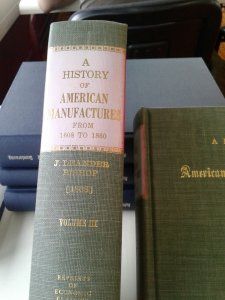 A
HISTORY
OF
AMERICAN
MANUFACTURES
FROM
1608 TO 1860
J. LEANDER
BISHOP
[1868]
VOLUME III
REPRINTS
OF
ECONOMIC
A
American